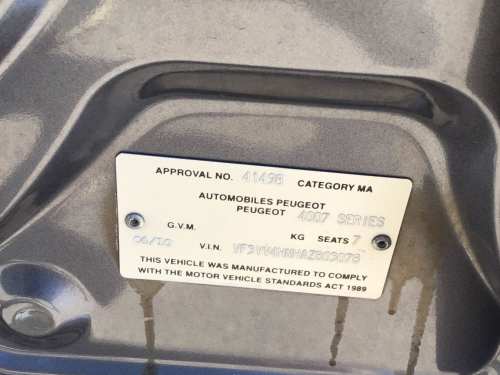 APPROVAL NO. 41498 CATEGORY MA
AUTOMOBILES PEUGEOT
PEUGEOT 4007 SERIES
G.V.M. KG SEATS 7
06/10 V.I.N.
THIS VEHICLE WAS MANUFACTURED TO COMPLY
WITH THE MOTOR VEHICLE STANDARDS ACT 1989